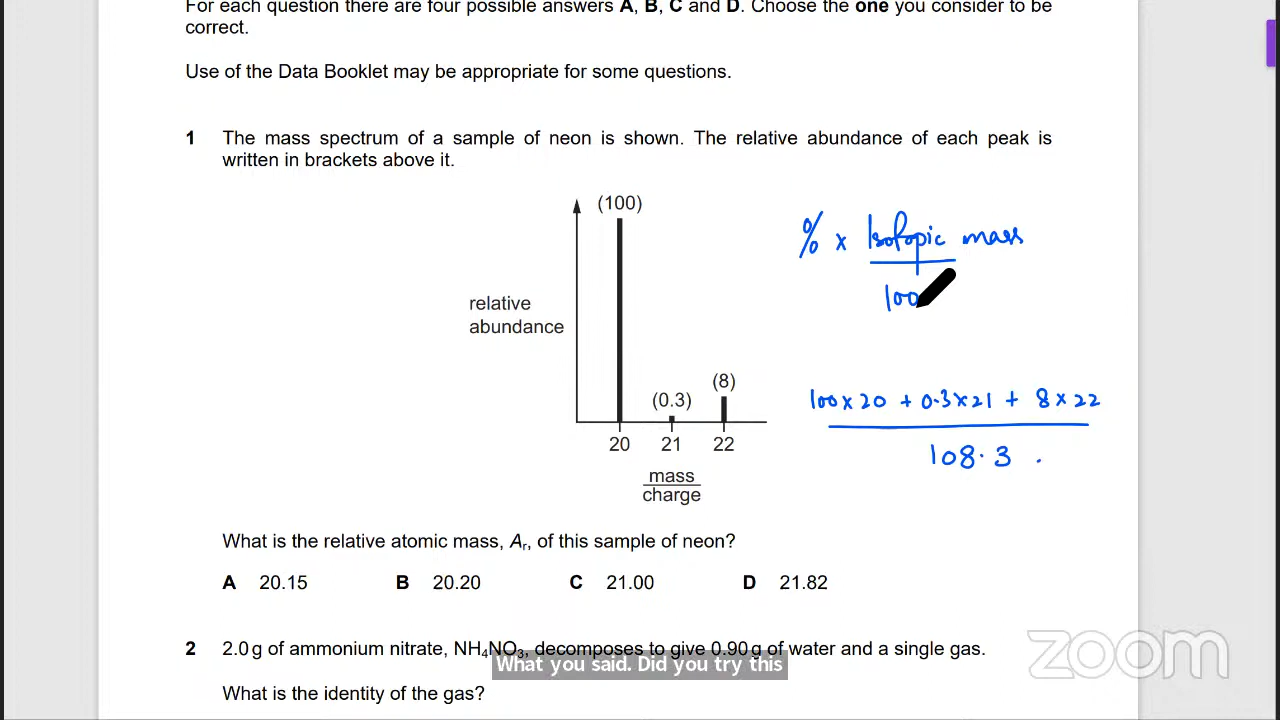 For each question there are four possible answers A, B, C and D. Choose the one you consider to be
correct.
Use of the Data Booklet may be appropriate for some questions.
1 The mass spectrum of a sample of neon is shown. The relative abundance of each peak is
written in brackets above it.
(100)
% x Isotopic mass
100
relative
abundance
(0.3)
(8)
100 x 20 + 0.3 x 21 + 8 x 22
108.3 .
20 21 22
mass
charge
What is the relative atomic mass, Ar, of this sample of neon?
A 20.15 B 20.20 C 21.00 D 21.82
2 2.0 g of ammonium nitrate, NH4NO3, decomposes to give 0.90 g of water and a single gas.
What you said. Did you try this
What is the identity of the gas?
zoom